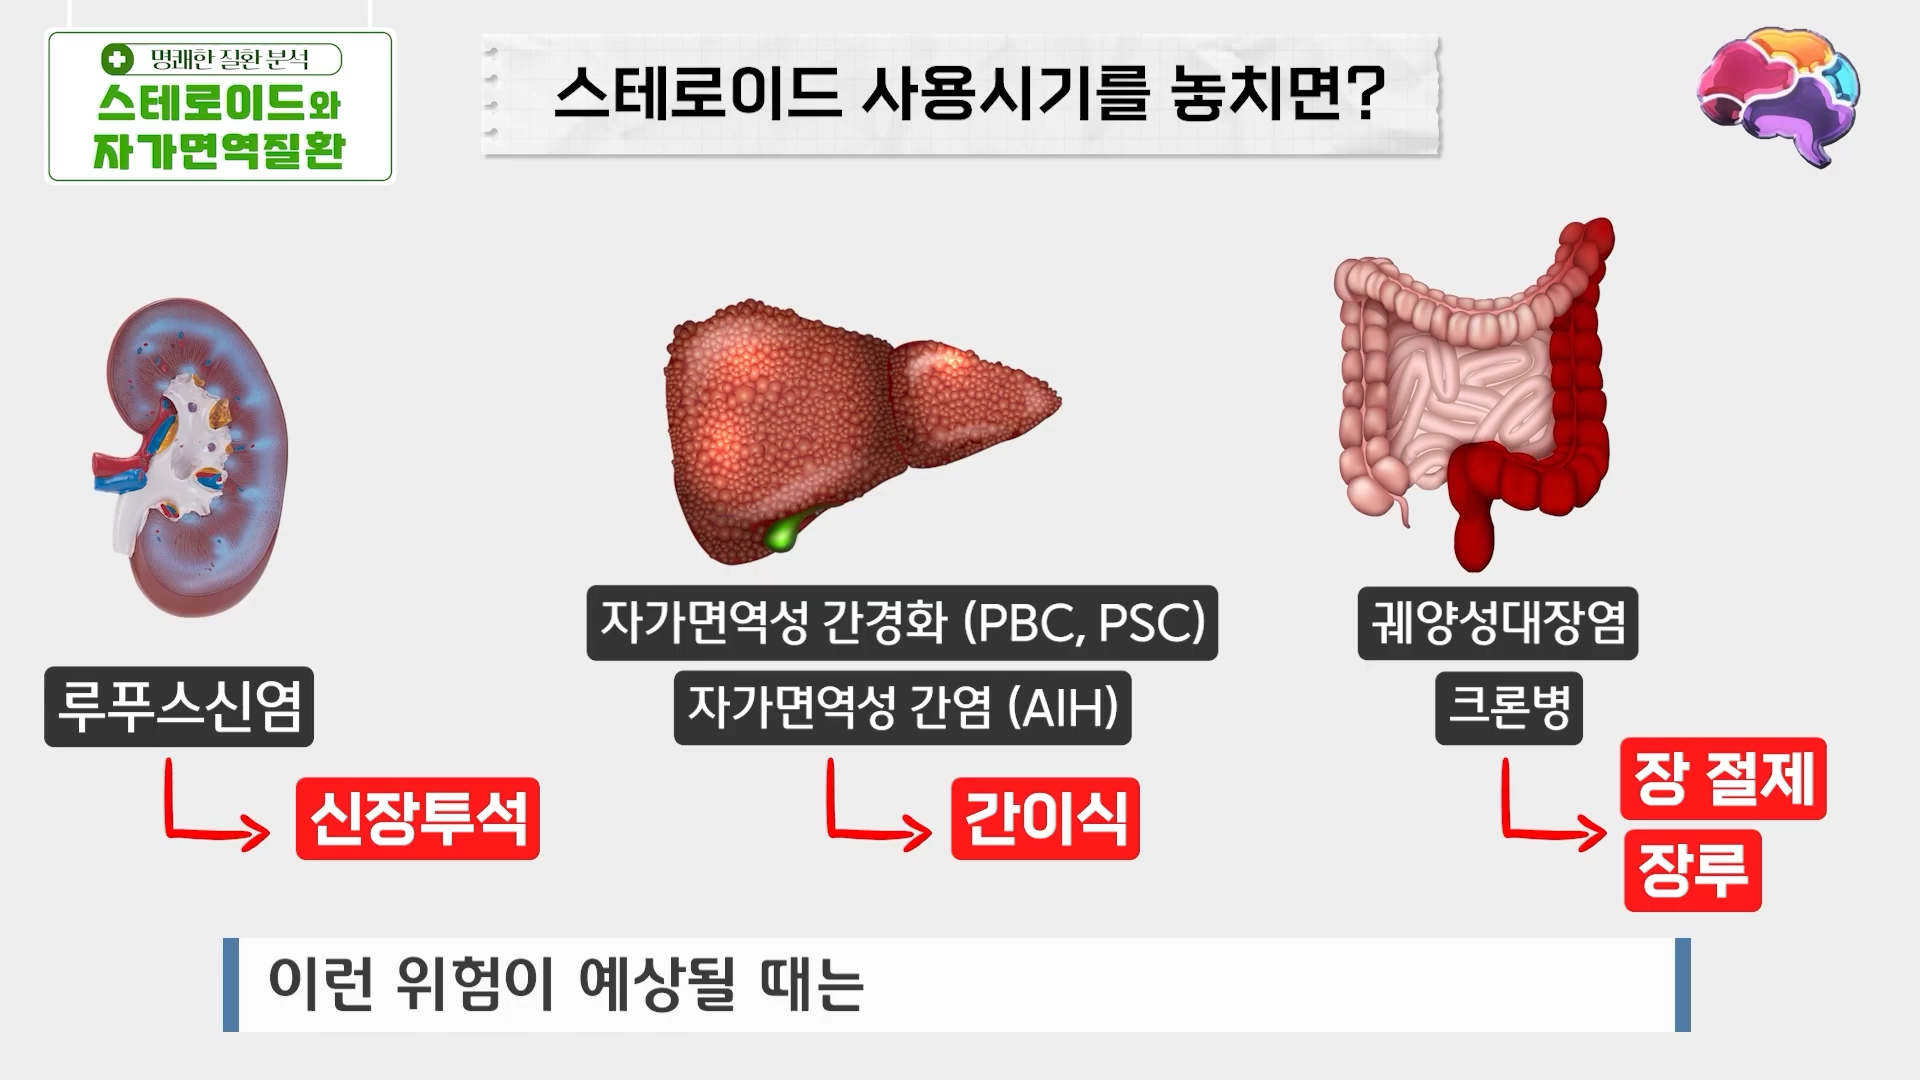 명쾌한 질환 분석
스테로이드와
자가면역질환
스테로이드 사용시기를 놓치면?
루푸스신염
신장투석
자가면역성 간경화 (PBC, PSC)
자가면역성 간염 (AIH)
간이식
궤양성대장염
크론병
장 절제
장루
이런 위험이 예상될 때는